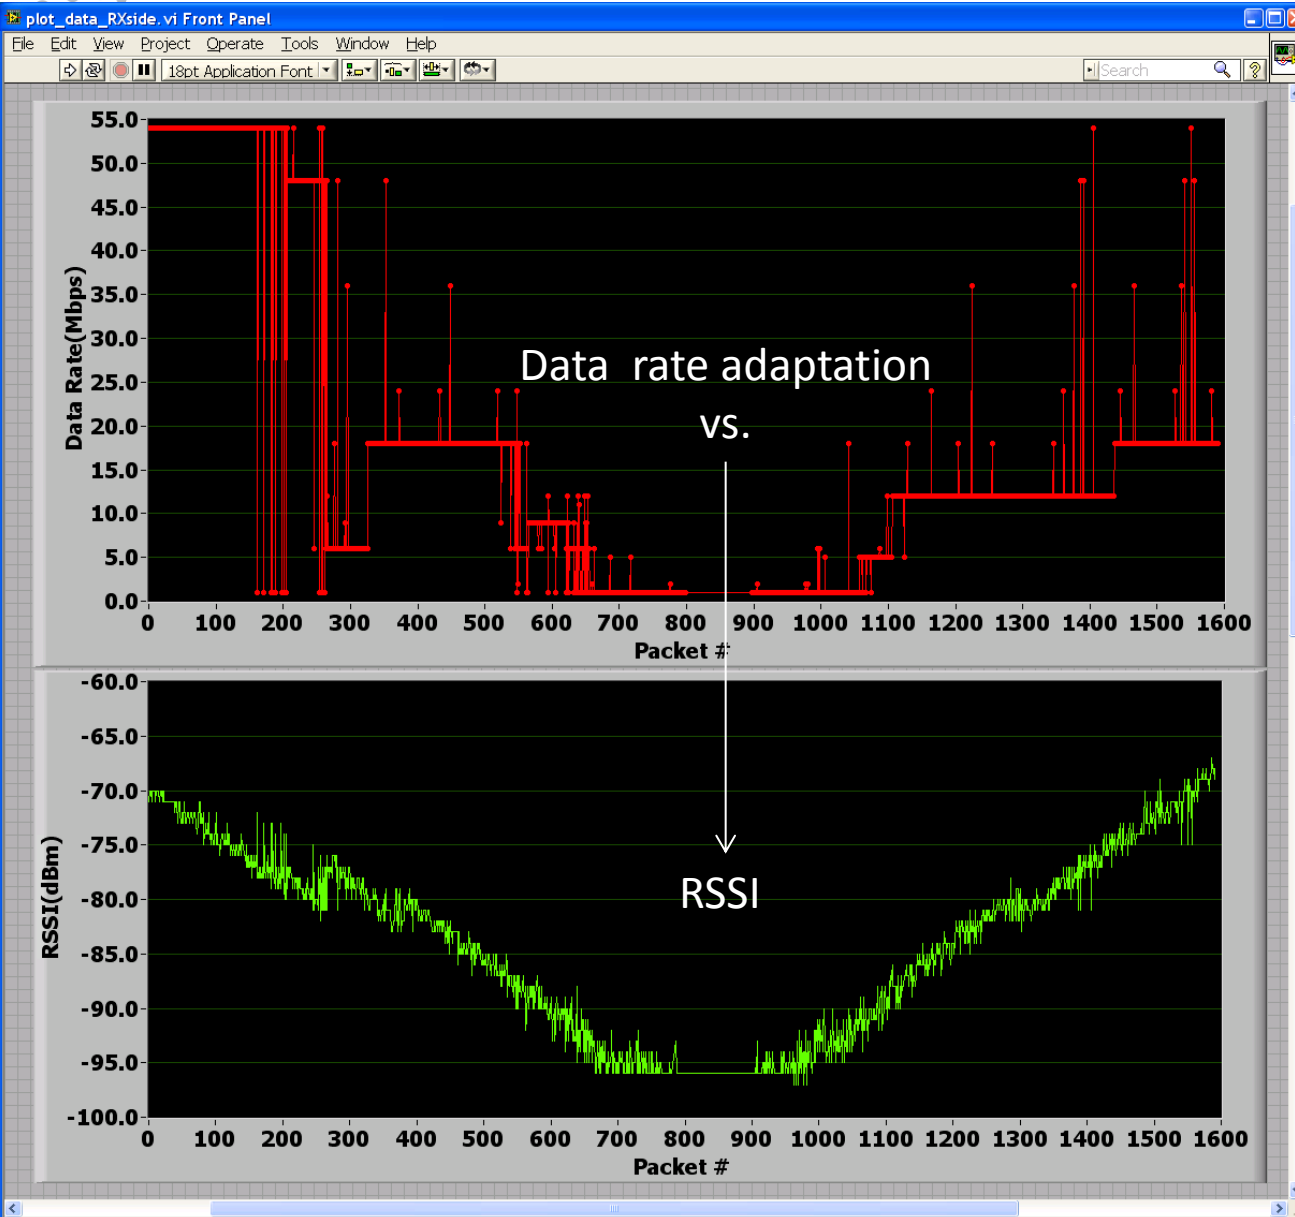 plot_data_RXside.vi Front Panel
File Edit View Project Operate Tools Window Help
18pt Application Font
Search
?
55.0
50.0
45.0
40.0
35.0
30.0
25.0
20.0
15.0
10.0
5.0
0.0
Data Rate(Mbps)
Data rate adaptation
vs.
0 100 200 300 400 500 600 700 800 900 1000 1100 1200 1300 1400 1500 1600
Packet #
-60.0
-65.0
-70.0
-75.0
-80.0
-85.0
-90.0
-95.0
-100.0
RSSI(dBm)
RSSI
0 100 200 300 400 500 600 700 800 900 1000 1100 1200 1300 1400 1500 1600
Packet #